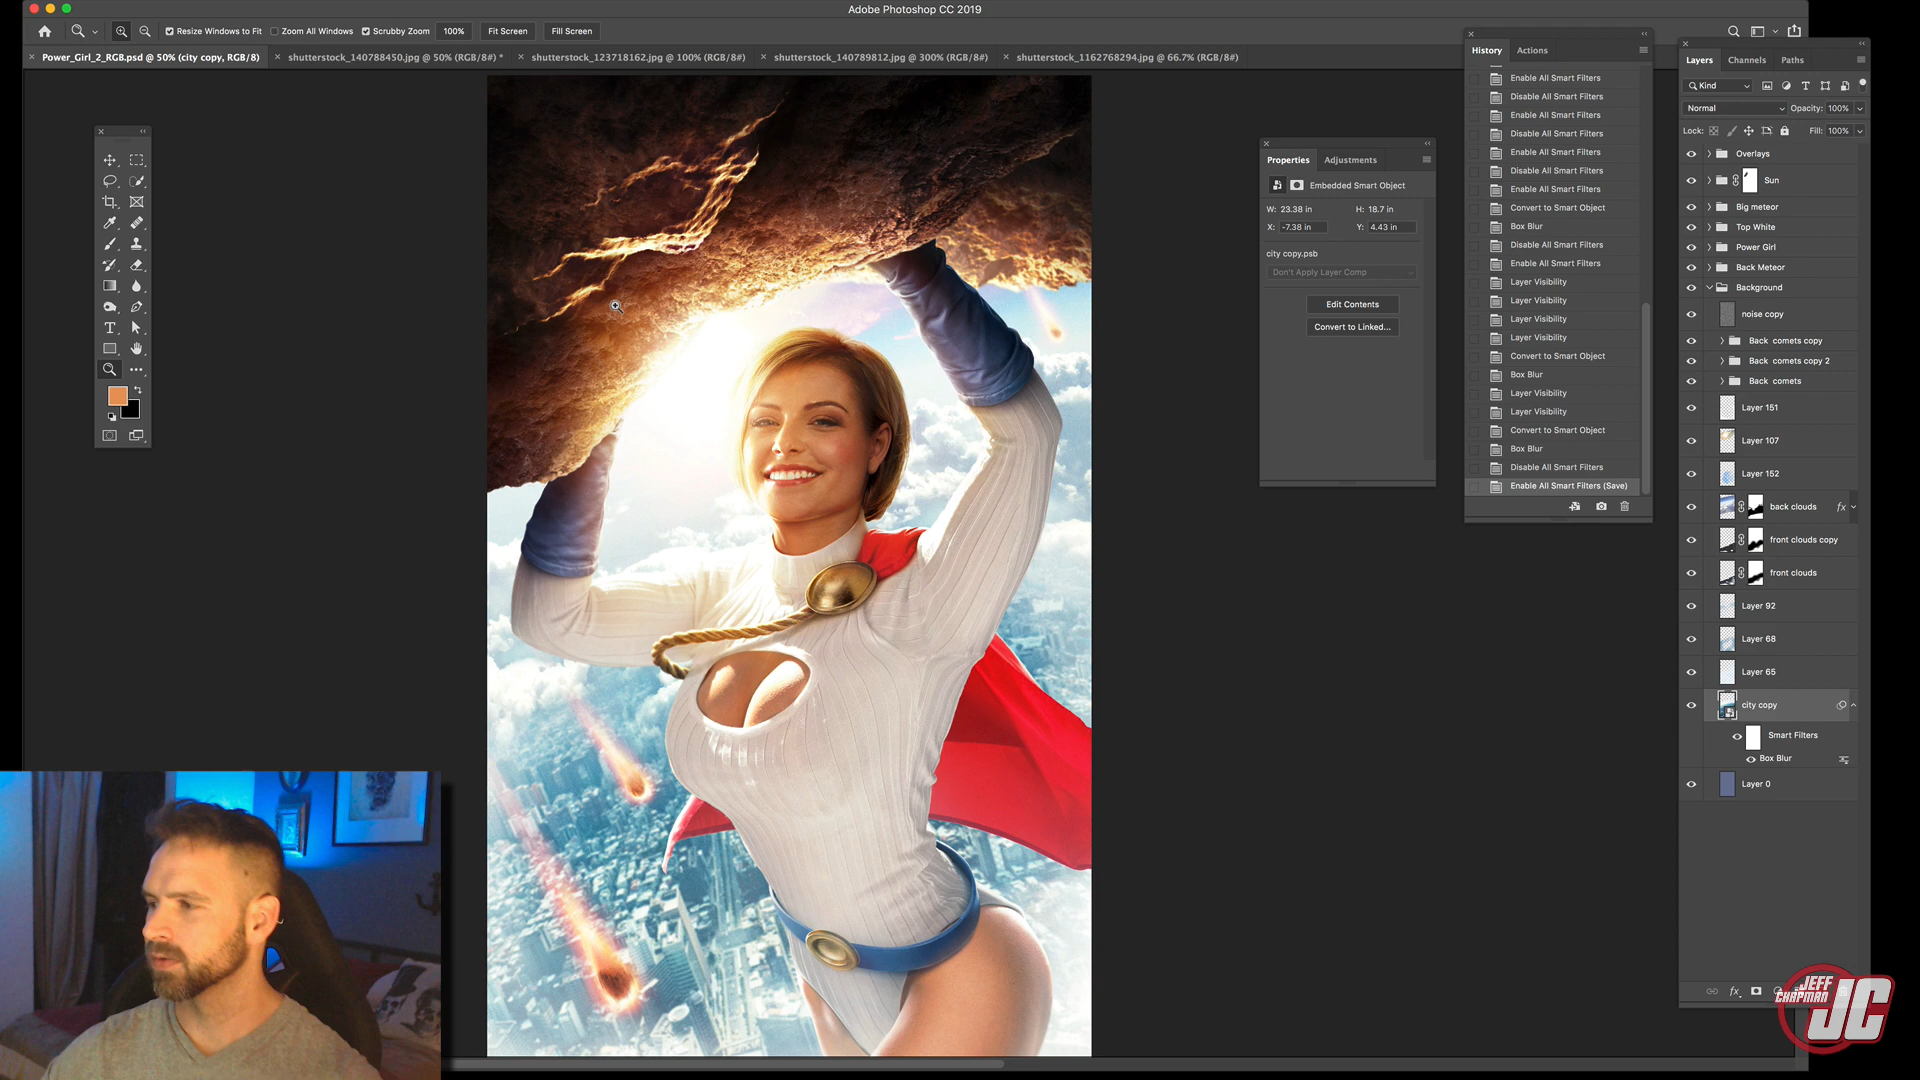 Adobe Photoshop CC 2019
Resize Windows to Fit
Zoom All Windows
Scrubby Zoom
100%
Fit Screen
Fill Screen
Power_Girl_2_RGB.psd @ 50% (city copy, RGB/8)
shutterstock_140788450.jpg @ 50% (RGB/8#) *
shutterstock_123718162.jpg @ 100% (RGB/8#)
shutterstock_140789812.jpg @ 300% (RGB/8#)
shutterstock_1162768294.jpg @ 66.7% (RGB/8#)
Properties
Adjustments
Embedded Smart Object
W: 23.38 in
H: 18.7 in
X: -7.38 in
Y: 4.43 in
city copy.psb
Don't Apply Layer Comp
Edit Contents
Convert to Linked...
History
Actions
Enable All Smart Filters
Disable All Smart Filters
Enable All Smart Filters
Disable All Smart Filters
Enable All Smart Filters
Disable All Smart Filters
Enable All Smart Filters
Convert to Smart Object
Box Blur
Disable All Smart Filters
Enable All Smart Filters
Layer Visibility
Layer Visibility
Layer Visibility
Layer Visibility
Convert to Smart Object
Box Blur
Layer Visibility
Layer Visibility
Convert to Smart Object
Box Blur
Disable All Smart Filters
Enable All Smart Filters (Save)
Layers
Channels
Paths
Kind
Normal
Opacity: 100%
Lock:
Fill: 100%
Overlays
Sun
Big meteor
Top White
Power Girl
Back Meteor
Background
noise copy
Back comets copy
Back comets copy 2
Back comets
Layer 151
Layer 107
Layer 152
back clouds
fx
front clouds copy
front clouds
Layer 92
Layer 68
Layer 65
city copy
Smart Filters
Box Blur
Layer 0
fx
JEFF
CHAPMAN
JC